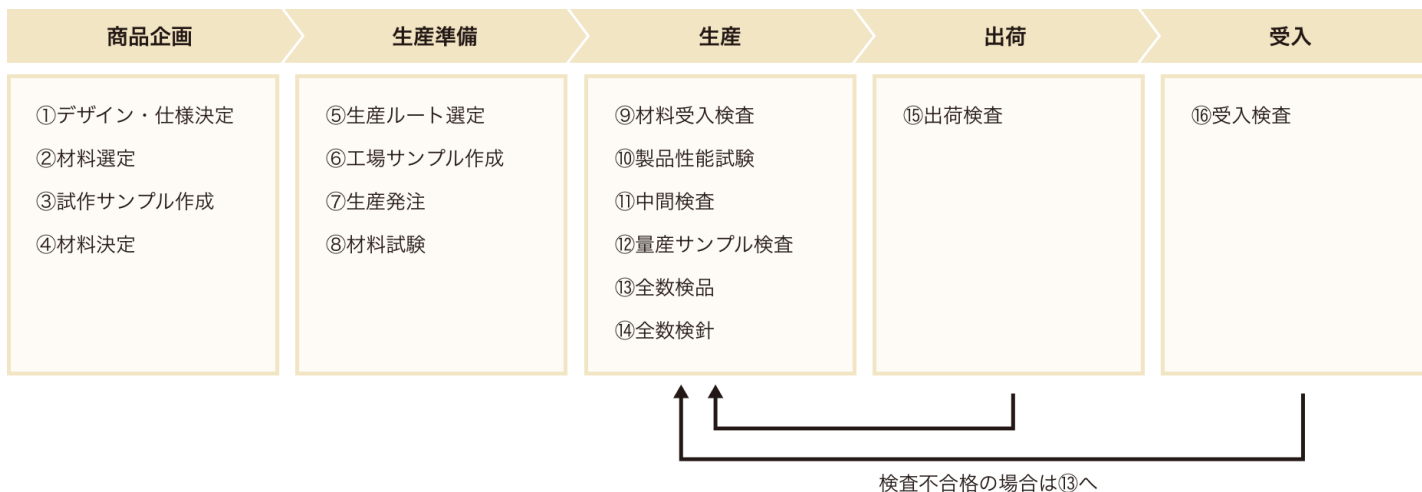 商品企画
生産準備
生産
出荷
受入
①デザイン・仕様決定
②材料選定
③試作サンプル作成
④材料決定
⑤生産ルート選定
⑥工場サンプル作成
⑦生産発注
⑧材料試験
⑨材料受入検査
⑩製品性能試験
⑪中間検査
⑫量産サンプル検査
⑬全数検品
⑭全数検針
⑮出荷検査
⑯受入検査
検査不合格の場合は⑬へ